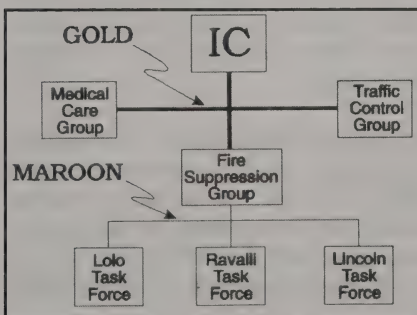 GOLD
IC
Medical
Care
Group
Traffic
Control
Group
Fire
Suppression
Group
MAROON
Lolo
Task
Force
Ravalli
Task
Force
Lincoln
Task
Force